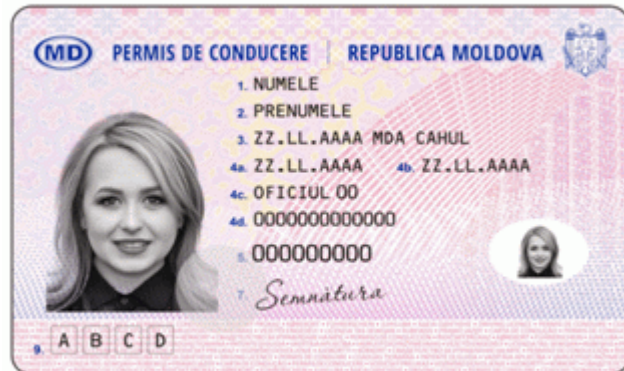 MD PERMIS DE CONDUCERE REPUBLICA MOLDOVA
1. NUMELE
2. PRENUMELE
3. ZZ.LL.AAAA MDA CAHUL
4a. ZZ.LL.AAAA 4b. ZZ.LL.AAAA
4c. OFICIUL 00
4d. 0000000000000
5. 000000000
7. Semnătura
9. A B C D